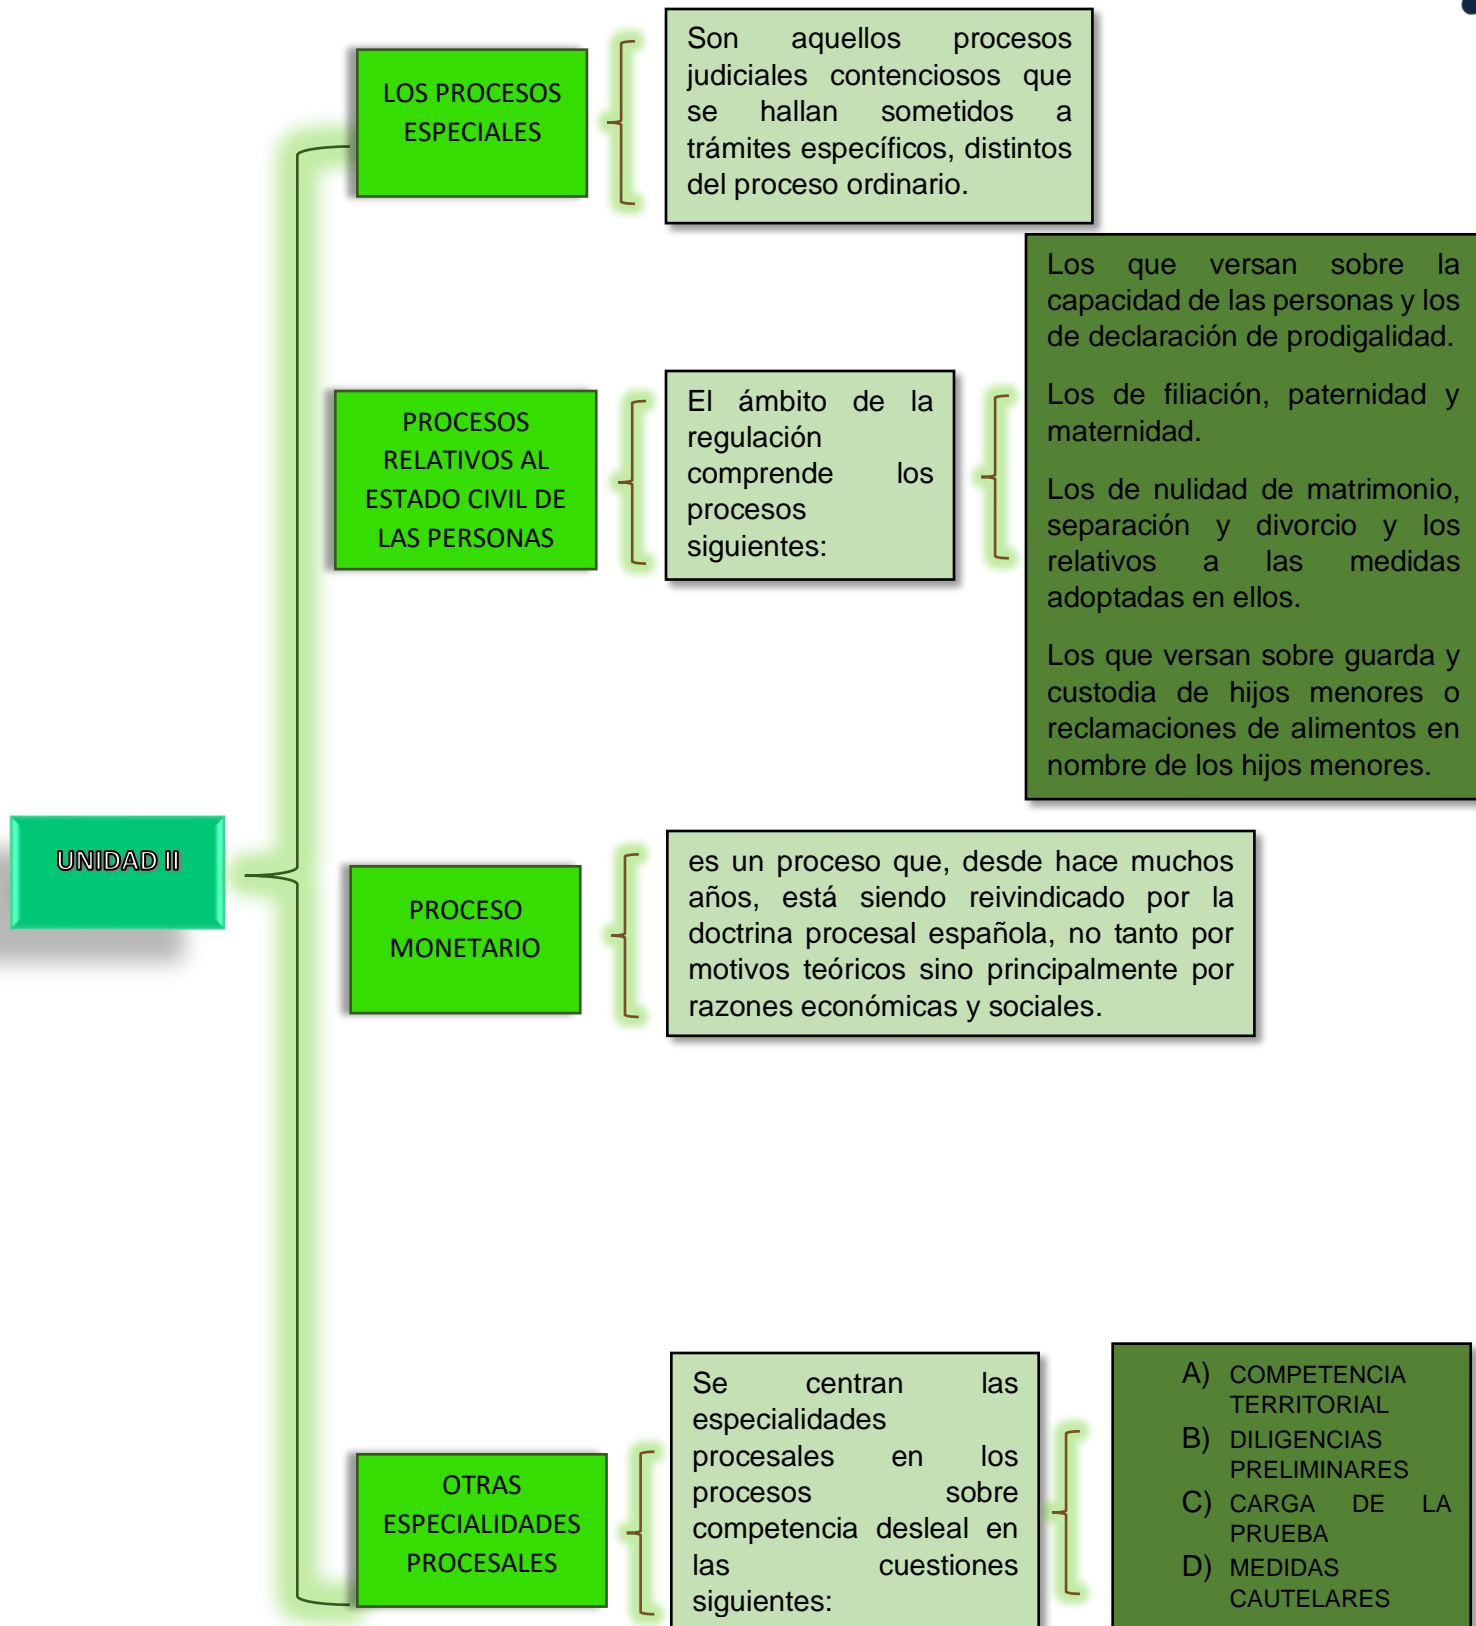 LOS PROCESOS
ESPECIALES
Son aquellos procesos
judiciales contenciosos que
se hallan sometidos a
trámites específicos, distintos
del proceso ordinario.
PROCESOS
RELATIVOS AL
ESTADO CIVIL DE
LAS PERSONAS
El ámbito de la
regulación
comprende los
procesos
siguientes:
Los que versan sobre la
capacidad de las personas y los
de declaración de prodigalidad.
Los de filiación, paternidad y
maternidad.
Los de nulidad de matrimonio,
separación y divorcio y los
relativos a las medidas
adoptadas en ellos.
Los que versan sobre guarda y
custodia de hijos menores o
reclamaciones de alimentos en
nombre de los hijos menores.
UNIDAD II
PROCESO
MONETARIO
es un proceso que, desde hace muchos
años, está siendo reivindicado por la
doctrina procesal española, no tanto por
motivos teóricos sino principalmente por
razones económicas y sociales.
OTRAS
ESPECIALIDADES
PROCESALES
Se centran las
especialidades
procesales en los
procesos sobre
competencia desleal en
las cuestiones
siguientes:
A) COMPETENCIA
TERRITORIAL
B) DILIGENCIAS
PRELIMINARES
C) CARGA DE LA
PRUEBA
D) MEDIDAS
CAUTELARES